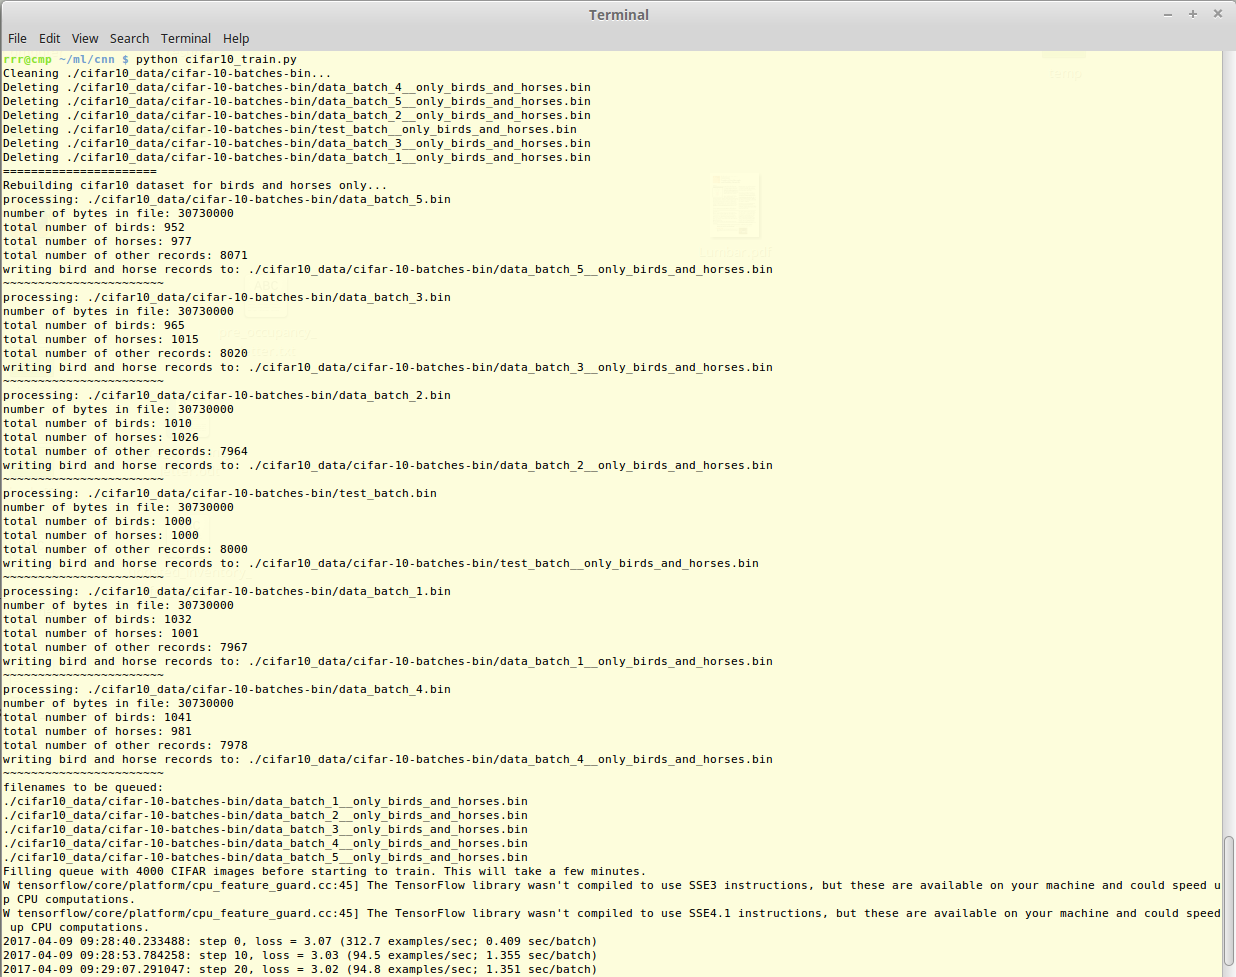 Terminal
File Edit View Search Terminal Help
rrr@cmp ~/ml/cnn $ python cifar10_train.py
Cleaning ./cifar10_data/cifar-10-batches-bin...
Deleting ./cifar10_data/cifar-10-batches-bin/data_batch_4__only_birds_and_horses.bin
Deleting ./cifar10_data/cifar-10-batches-bin/data_batch_5__only_birds_and_horses.bin
Deleting ./cifar10_data/cifar-10-batches-bin/data_batch_2__only_birds_and_horses.bin
Deleting ./cifar10_data/cifar-10-batches-bin/test_batch__only_birds_and_horses.bin
Deleting ./cifar10_data/cifar-10-batches-bin/data_batch_3__only_birds_and_horses.bin
Deleting ./cifar10_data/cifar-10-batches-bin/data_batch_1__only_birds_and_horses.bin
======================
Rebuilding cifar10 dataset for birds and horses only...
processing: ./cifar10_data/cifar-10-batches-bin/data_batch_5.bin
number of bytes in file: 30730000
total number of birds: 952
total number of horses: 977
total number of other records: 8071
writing bird and horse records to: ./cifar10_data/cifar-10-batches-bin/data_batch_5__only_birds_and_horses.bin
~~~~~~~~~~~~~~~~~~~~~~~
processing: ./cifar10_data/cifar-10-batches-bin/data_batch_3.bin
number of bytes in file: 30730000
total number of birds: 965
total number of horses: 1015
total number of other records: 8020
writing bird and horse records to: ./cifar10_data/cifar-10-batches-bin/data_batch_3__only_birds_and_horses.bin
~~~~~~~~~~~~~~~~~~~~~~~
processing: ./cifar10_data/cifar-10-batches-bin/data_batch_2.bin
number of bytes in file: 30730000
total number of birds: 1010
total number of horses: 1026
total number of other records: 7964
writing bird and horse records to: ./cifar10_data/cifar-10-batches-bin/data_batch_2__only_birds_and_horses.bin
~~~~~~~~~~~~~~~~~~~~~~~
processing: ./cifar10_data/cifar-10-batches-bin/test_batch.bin
number of bytes in file: 30730000
total number of birds: 1000
total number of horses: 1000
total number of other records: 8000
writing bird and horse records to: ./cifar10_data/cifar-10-batches-bin/test_batch__only_birds_and_horses.bin
~~~~~~~~~~~~~~~~~~~~~~~
processing: ./cifar10_data/cifar-10-batches-bin/data_batch_1.bin
number of bytes in file: 30730000
total number of birds: 1032
total number of horses: 1001
total number of other records: 7967
writing bird and horse records to: ./cifar10_data/cifar-10-batches-bin/data_batch_1__only_birds_and_horses.bin
~~~~~~~~~~~~~~~~~~~~~~~
processing: ./cifar10_data/cifar-10-batches-bin/data_batch_4.bin
number of bytes in file: 30730000
total number of birds: 1041
total number of horses: 981
total number of other records: 7978
writing bird and horse records to: ./cifar10_data/cifar-10-batches-bin/data_batch_4__only_birds_and_horses.bin
~~~~~~~~~~~~~~~~~~~~~~~
filenames to be queued:
./cifar10_data/cifar-10-batches-bin/data_batch_1__only_birds_and_horses.bin
./cifar10_data/cifar-10-batches-bin/data_batch_2__only_birds_and_horses.bin
./cifar10_data/cifar-10-batches-bin/data_batch_3__only_birds_and_horses.bin
./cifar10_data/cifar-10-batches-bin/data_batch_4__only_birds_and_horses.bin
./cifar10_data/cifar-10-batches-bin/data_batch_5__only_birds_and_horses.bin
Filling queue with 4000 CIFAR images before starting to train. This will take a few minutes.
W tensorflow/core/platform/cpu_feature_guard.cc:45] The TensorFlow library wasn't compiled to use SSE3 instructions, but these are available on your machine and could speed u
p CPU computations.
W tensorflow/core/platform/cpu_feature_guard.cc:45] The TensorFlow library wasn't compiled to use SSE4.1 instructions, but these are available on your machine and could speed
 up CPU computations.
2017-04-09 09:28:40.233488: step 0, loss = 3.07 (312.7 examples/sec; 0.409 sec/batch)
2017-04-09 09:28:53.784258: step 10, loss = 3.03 (94.5 examples/sec; 1.355 sec/batch)
2017-04-09 09:29:07.291047: step 20, loss = 3.02 (94.8 examples/sec; 1.351 sec/batch)